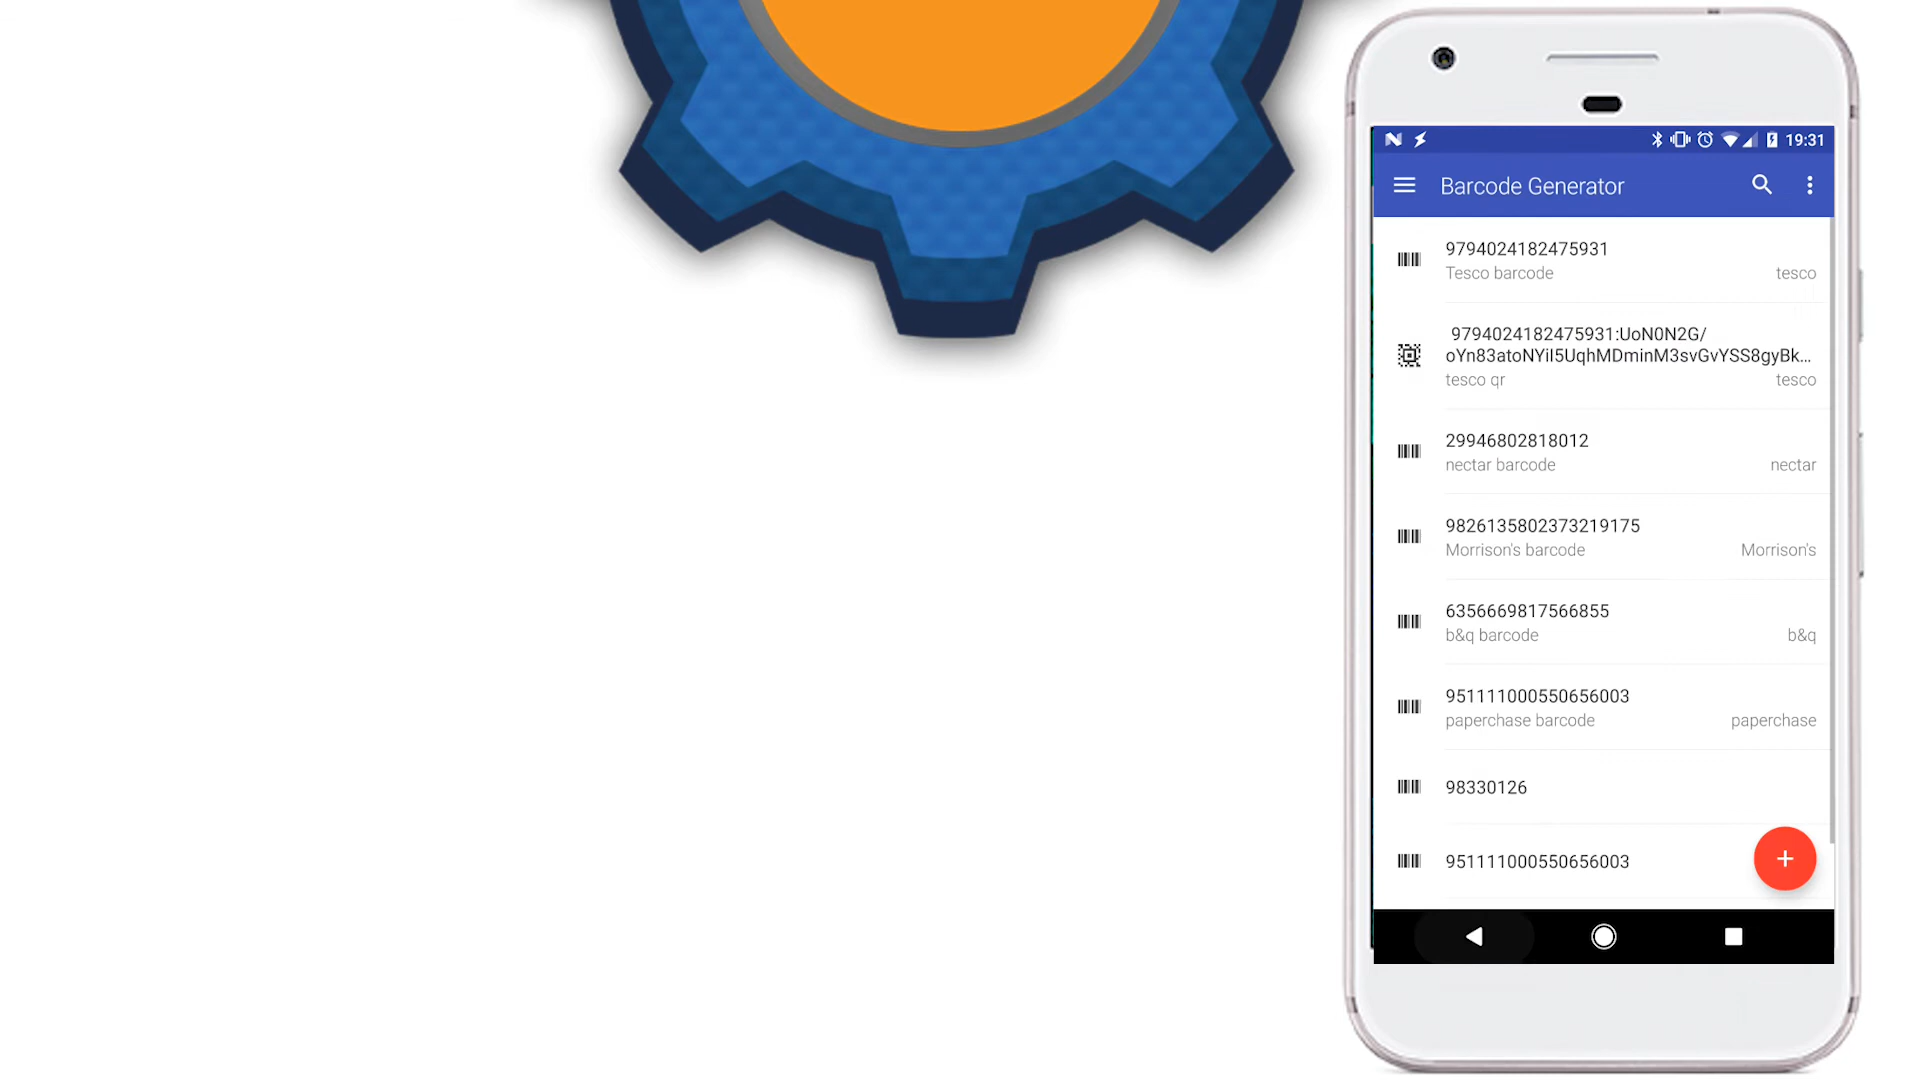 19:31
Barcode Generator
9794024182475931
Tesco barcode tesco
9794024182475931:UoN0N2G/
oYn83atoNYil5UqhMDminM3svGvYSS8gyBk...
tesco qr tesco
29946802818012
nectar barcode nectar
9826135802373219175
Morrison's barcode Morrison's
6356669817566855
b&q barcode b&q
951111000550656003
paperchase barcode paperchase
98330126
951111000550656003